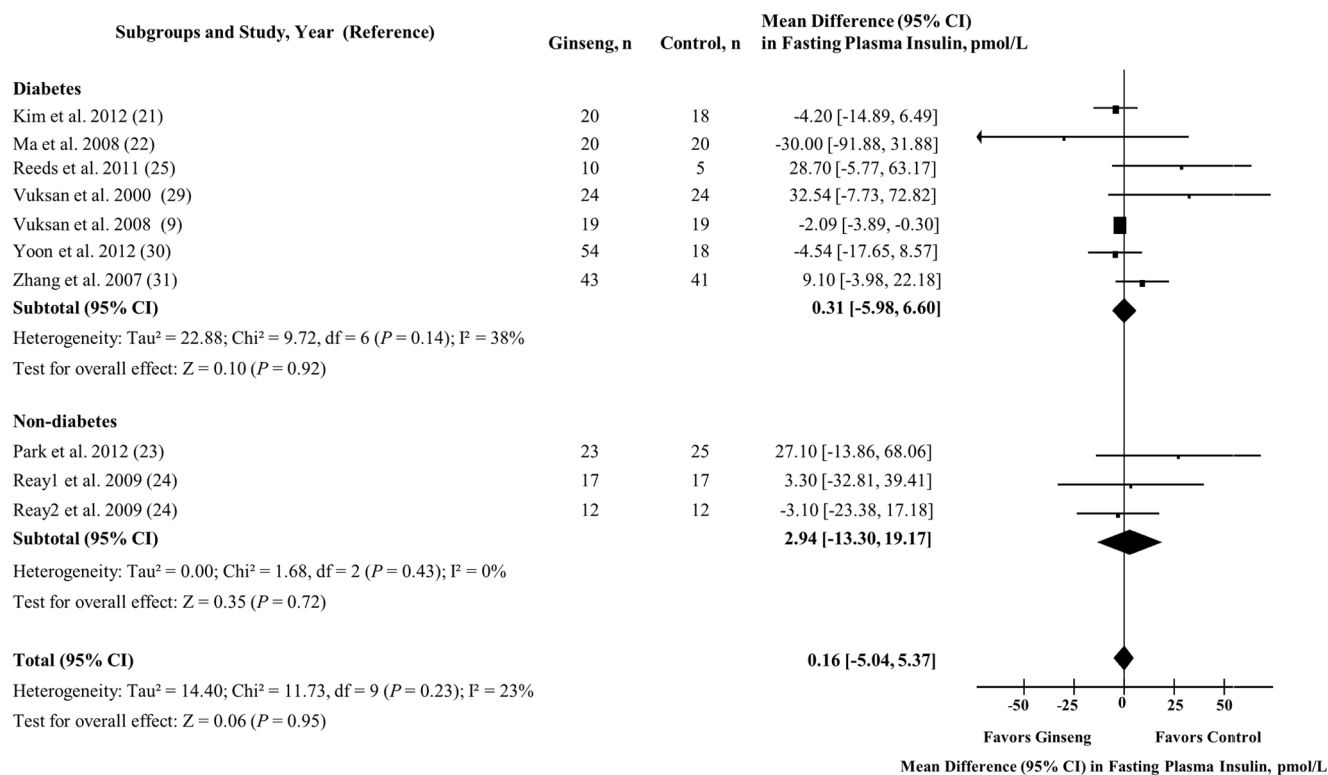 Subgroups and Study, Year (Reference) Ginseng, n Control, n Mean Difference (95% CI)
in Fasting Plasma Insulin, pmol/L
Diabetes
Kim et al. 2012 (21) 20 18 -4.20 [-14.89, 6.49]
Ma et al. 2008 (22) 20 20 -30.00 [-91.88, 31.88]
Reeds et al. 2011 (25) 10 5 28.70 [-5.77, 63.17]
Vuksan et al. 2000 (29) 24 24 32.54 [-7.73, 72.82]
Vuksan et al. 2008 (9) 19 19 -2.09 [-3.89, -0.30]
Yoon et al. 2012 (30) 54 18 -4.54 [-17.65, 8.57]
Zhang et al. 2007 (31) 43 41 9.10 [-3.98, 22.18]
Subtotal (95% CI) 0.31 [-5.98, 6.60]
Heterogeneity: Tau² = 22.88; Chi² = 9.72, df = 6 (P = 0.14); I² = 38%
Test for overall effect: Z = 0.10 (P = 0.92)
Non-diabetes
Park et al. 2012 (23) 23 25 27.10 [-13.86, 68.06]
Reay1 et al. 2009 (24) 17 17 3.30 [-32.81, 39.41]
Reay2 et al. 2009 (24) 12 12 -3.10 [-23.38, 17.18]
Subtotal (95% CI) 2.94 [-13.30, 19.17]
Heterogeneity: Tau² = 0.00; Chi² = 1.68, df = 2 (P = 0.43); I² = 0%
Test for overall effect: Z = 0.35 (P = 0.72)
Total (95% CI) 0.16 [-5.04, 5.37]
Heterogeneity: Tau² = 14.40; Chi² = 11.73, df = 9 (P = 0.23); I² = 23%
Test for overall effect: Z = 0.06 (P = 0.95)
-50 -25 0 25 50
Favors Ginseng Favors Control
Mean Difference (95% CI) in Fasting Plasma Insulin, pmol/L